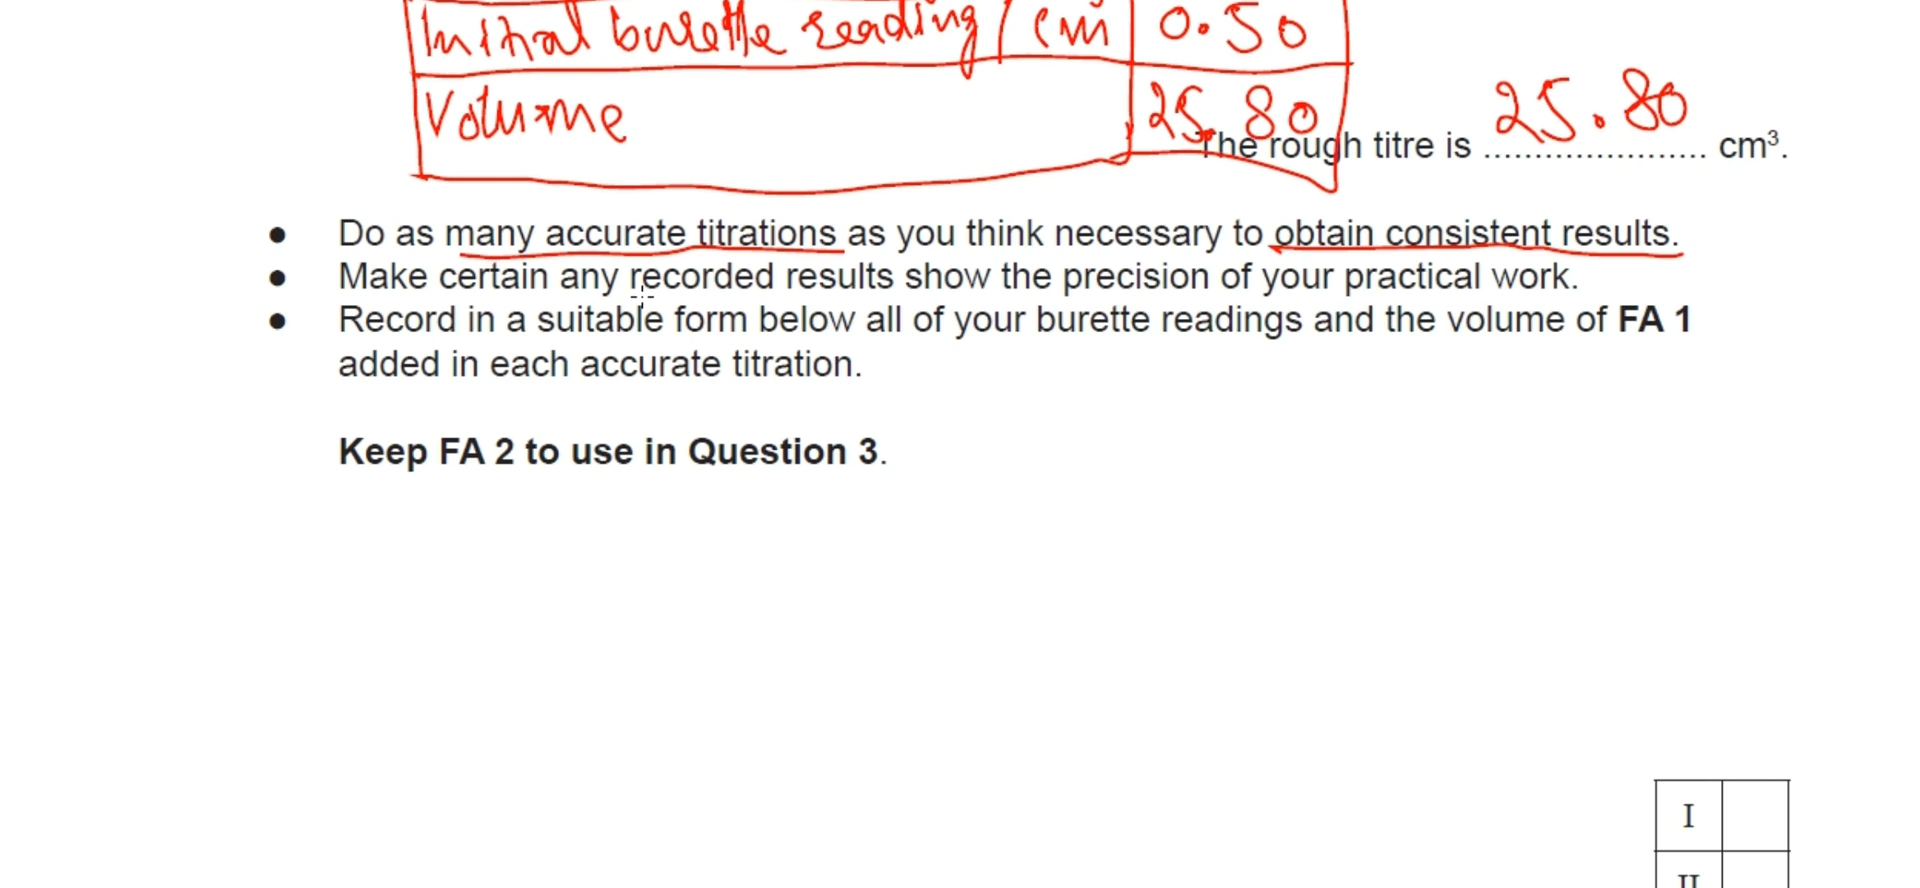 Initial burette reading / cm 0.50
Volume 25.80
The rough titre is 25.80 cm³.
● Do as many accurate titrations as you think necessary to obtain consistent results.
● Make certain any recorded results show the precision of your practical work.
● Record in a suitable form below all of your burette readings and the volume of FA 1
added in each accurate titration.
Keep FA 2 to use in Question 3.
I
II